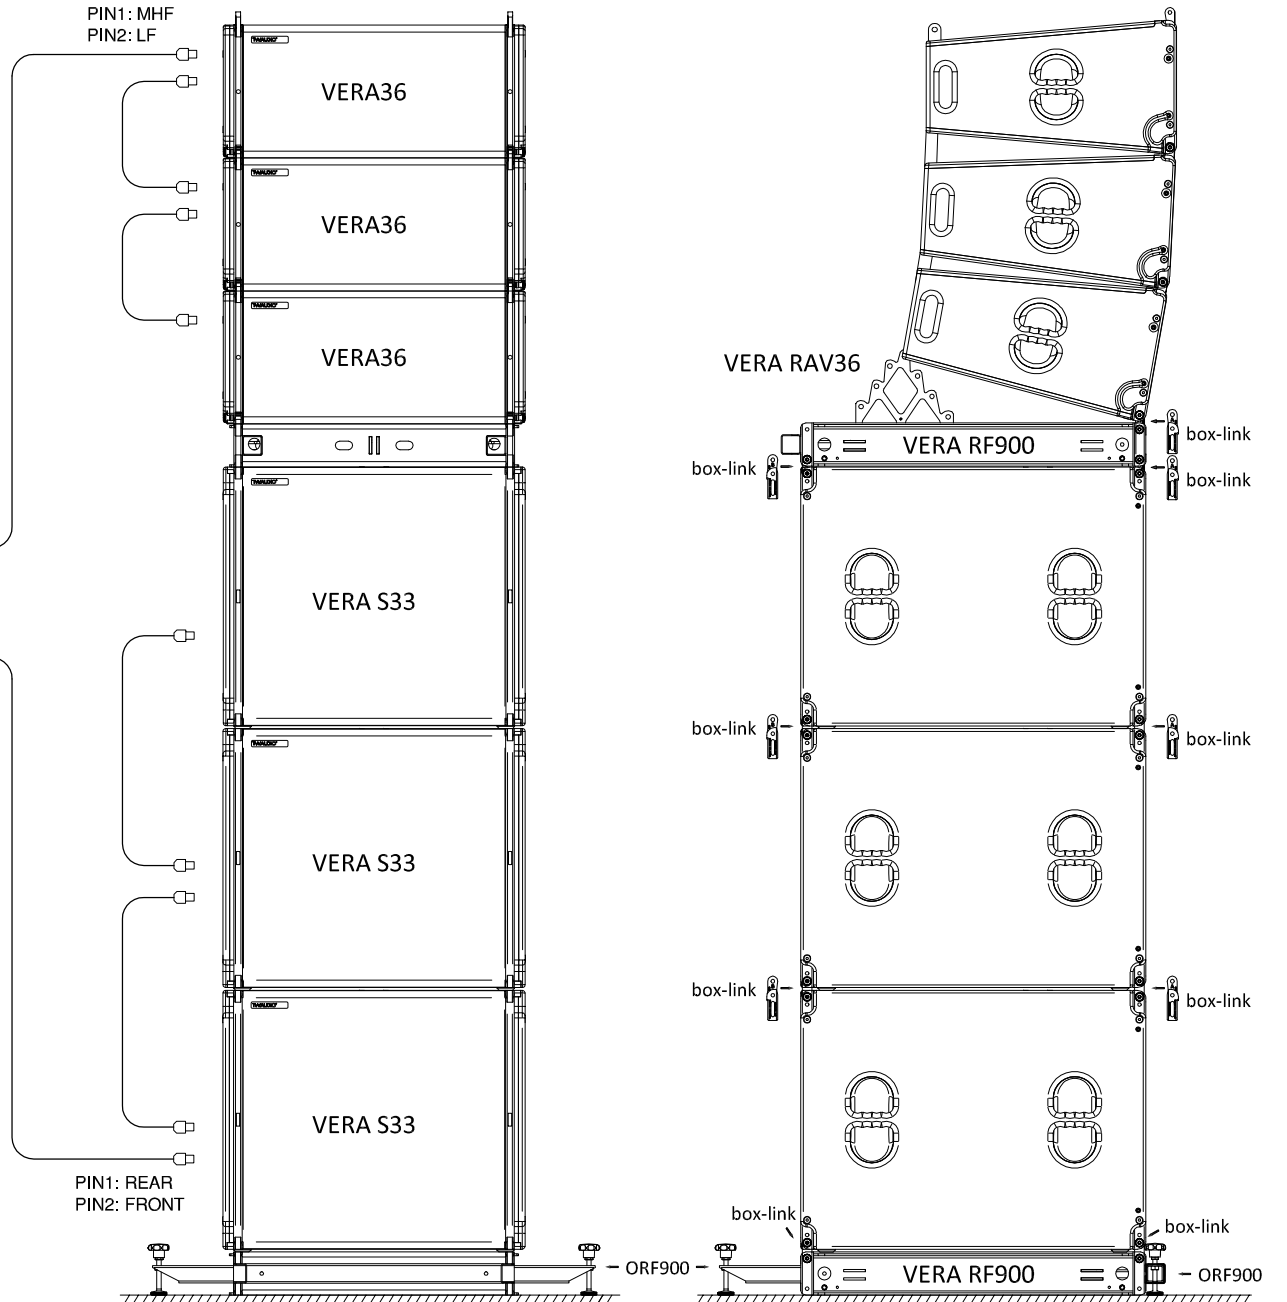 PIN1: MHF
PIN2: LF
VERA36
VERA36
VERA36
VERA RAV36
VERA RF900
box-link
box-link
box-link
VERA S33
box-link
box-link
VERA S33
box-link
box-link
VERA S33
PIN1: REAR
PIN2: FRONT
box-link
box-link
ORF900
VERA RF900
ORF900